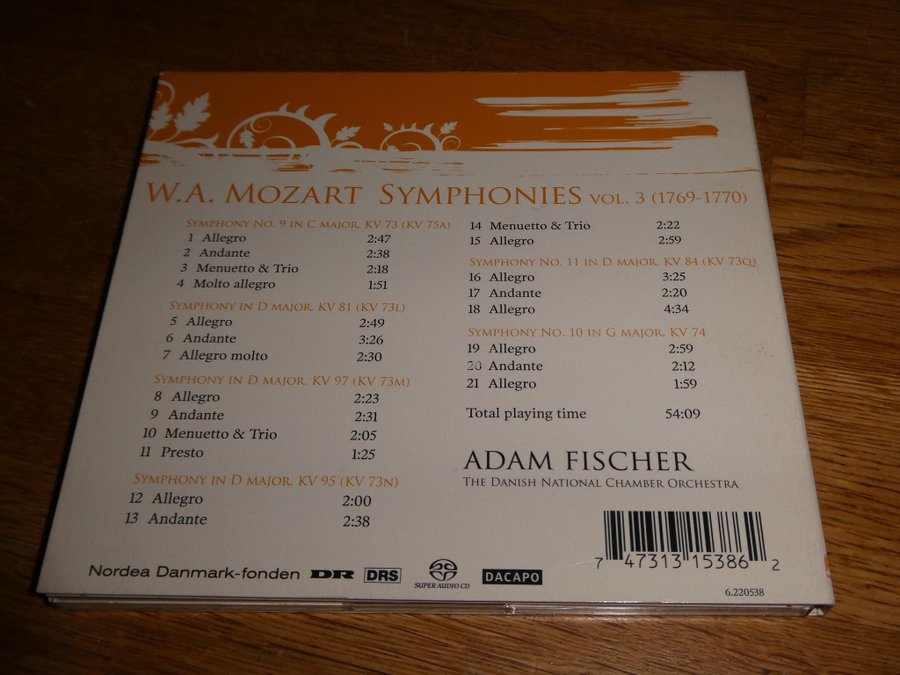 W.A. MOZART SYMPHONIES VOL. 3 (1769-1770)
SYMPHONY NO. 9 IN C MAJOR, KV 73 (KV 75A)
1 Allegro 2:47
2 Andante 2:38
3 Menuetto & Trio 2:18
4 Molto allegro 1:51
SYMPHONY IN D MAJOR, KV 81 (KV 73L)
5 Allegro 2:49
6 Andante 3:26
7 Allegro molto 2:30
SYMPHONY IN D MAJOR, KV 97 (KV 73M)
8 Allegro 2:23
9 Andante 2:31
10 Menuetto & Trio 2:05
11 Presto 1:25
SYMPHONY IN D MAJOR, KV 95 (KV 73N)
12 Allegro 2:00
13 Andante 2:38
14 Menuetto & Trio 2:22
15 Allegro 2:59
SYMPHONY NO. 11 IN D MAJOR, KV 84 (KV 73Q)
16 Allegro 3:25
17 Andante 2:20
18 Allegro 4:34
SYMPHONY NO. 10 IN G MAJOR, KV 74
19 Allegro 2:59
20 Andante 2:12
21 Allegro 1:59
Total playing time 54:09
ADAM FISCHER
THE DANISH NATIONAL CHAMBER ORCHESTRA
7 47313 15386 2
Nordea Danmark-fonden DR DRS SUPER AUDIO CD DACAPO
6.220538